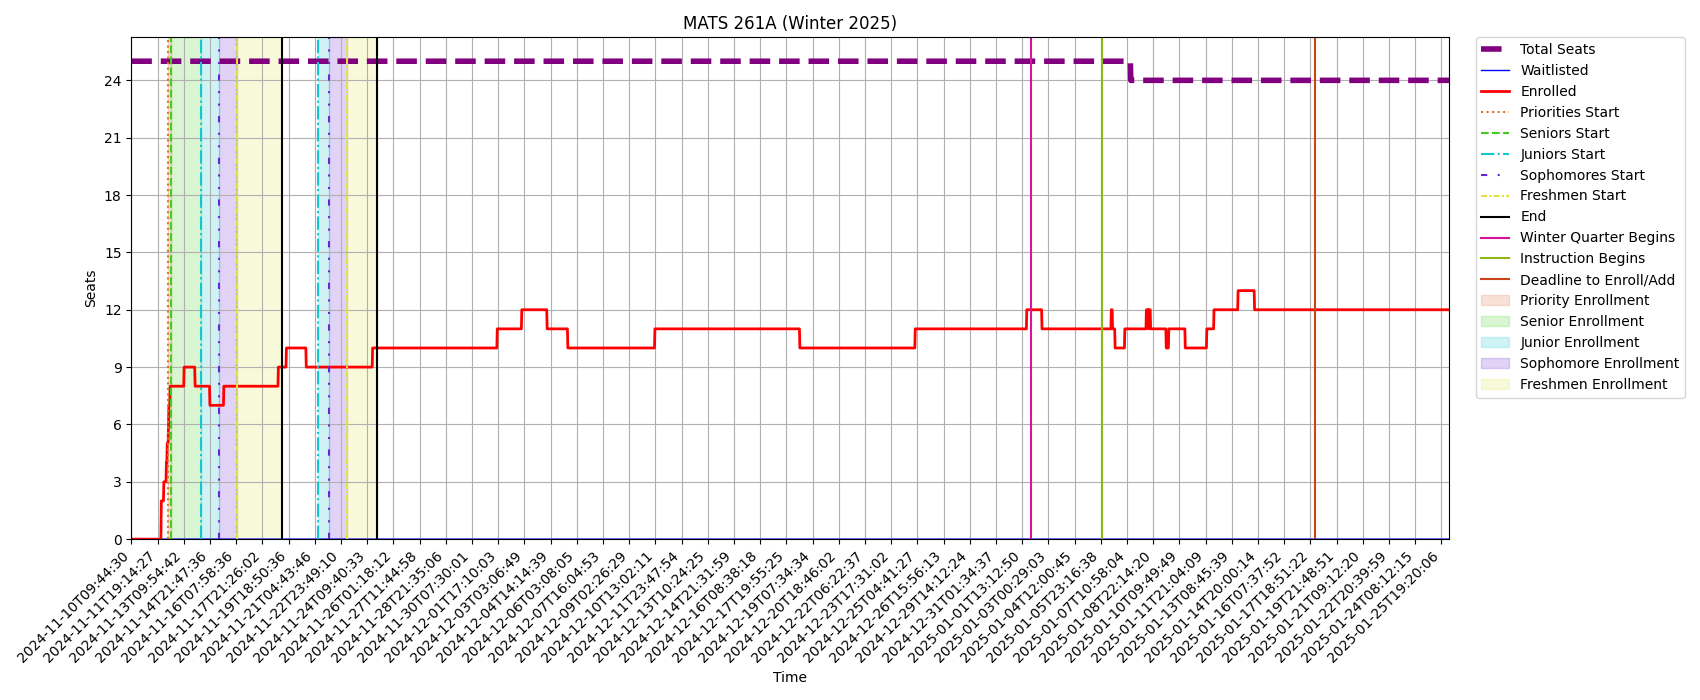 MATS 261A (Winter 2025)
Seats
24
21
18
15
12
9
6
3
0
2024-11-10T09:44:30
2024-11-11T19:14:27
2024-11-13T09:54:42
2024-11-14T21:47:36
2024-11-16T07:58:36
2024-11-17T21:26:02
2024-11-19T18:50:36
2024-11-21T04:43:46
2024-11-22T23:49:10
2024-11-24T09:40:33
2024-11-26T01:18:12
2024-11-27T11:44:58
2024-11-28T21:35:06
2024-11-30T07:30:01
2024-12-01T17:10:03
2024-12-03T03:06:49
2024-12-04T14:14:39
2024-12-06T03:08:05
2024-12-07T16:04:53
2024-12-09T02:26:29
2024-12-10T13:02:11
2024-12-11T23:47:54
2024-12-13T10:24:25
2024-12-14T21:31:59
2024-12-16T08:38:18
2024-12-17T19:55:25
2024-12-19T07:34:34
2024-12-20T18:46:02
2024-12-22T06:22:37
2024-12-23T17:31:02
2024-12-25T04:41:27
2024-12-26T15:56:13
2024-12-29T14:12:24
2024-12-31T01:34:37
2025-01-01T13:12:50
2025-01-03T00:29:03
2025-01-04T12:00:45
2025-01-05T23:16:38
2025-01-07T10:58:04
2025-01-08T22:14:20
2025-01-10T09:49:49
2025-01-11T21:04:09
2025-01-13T08:45:39
2025-01-14T20:00:14
2025-01-16T07:37:52
2025-01-17T18:51:22
2025-01-19T21:48:51
2025-01-21T09:12:20
2025-01-22T20:39:59
2025-01-24T08:12:15
2025-01-25T19:20:06
Time
Total Seats
Waitlisted
Enrolled
Priorities Start
Seniors Start
Juniors Start
Sophomores Start
Freshmen Start
End
Winter Quarter Begins
Instruction Begins
Deadline to Enroll/Add
Priority Enrollment
Senior Enrollment
Junior Enrollment
Sophomore Enrollment
Freshmen Enrollment